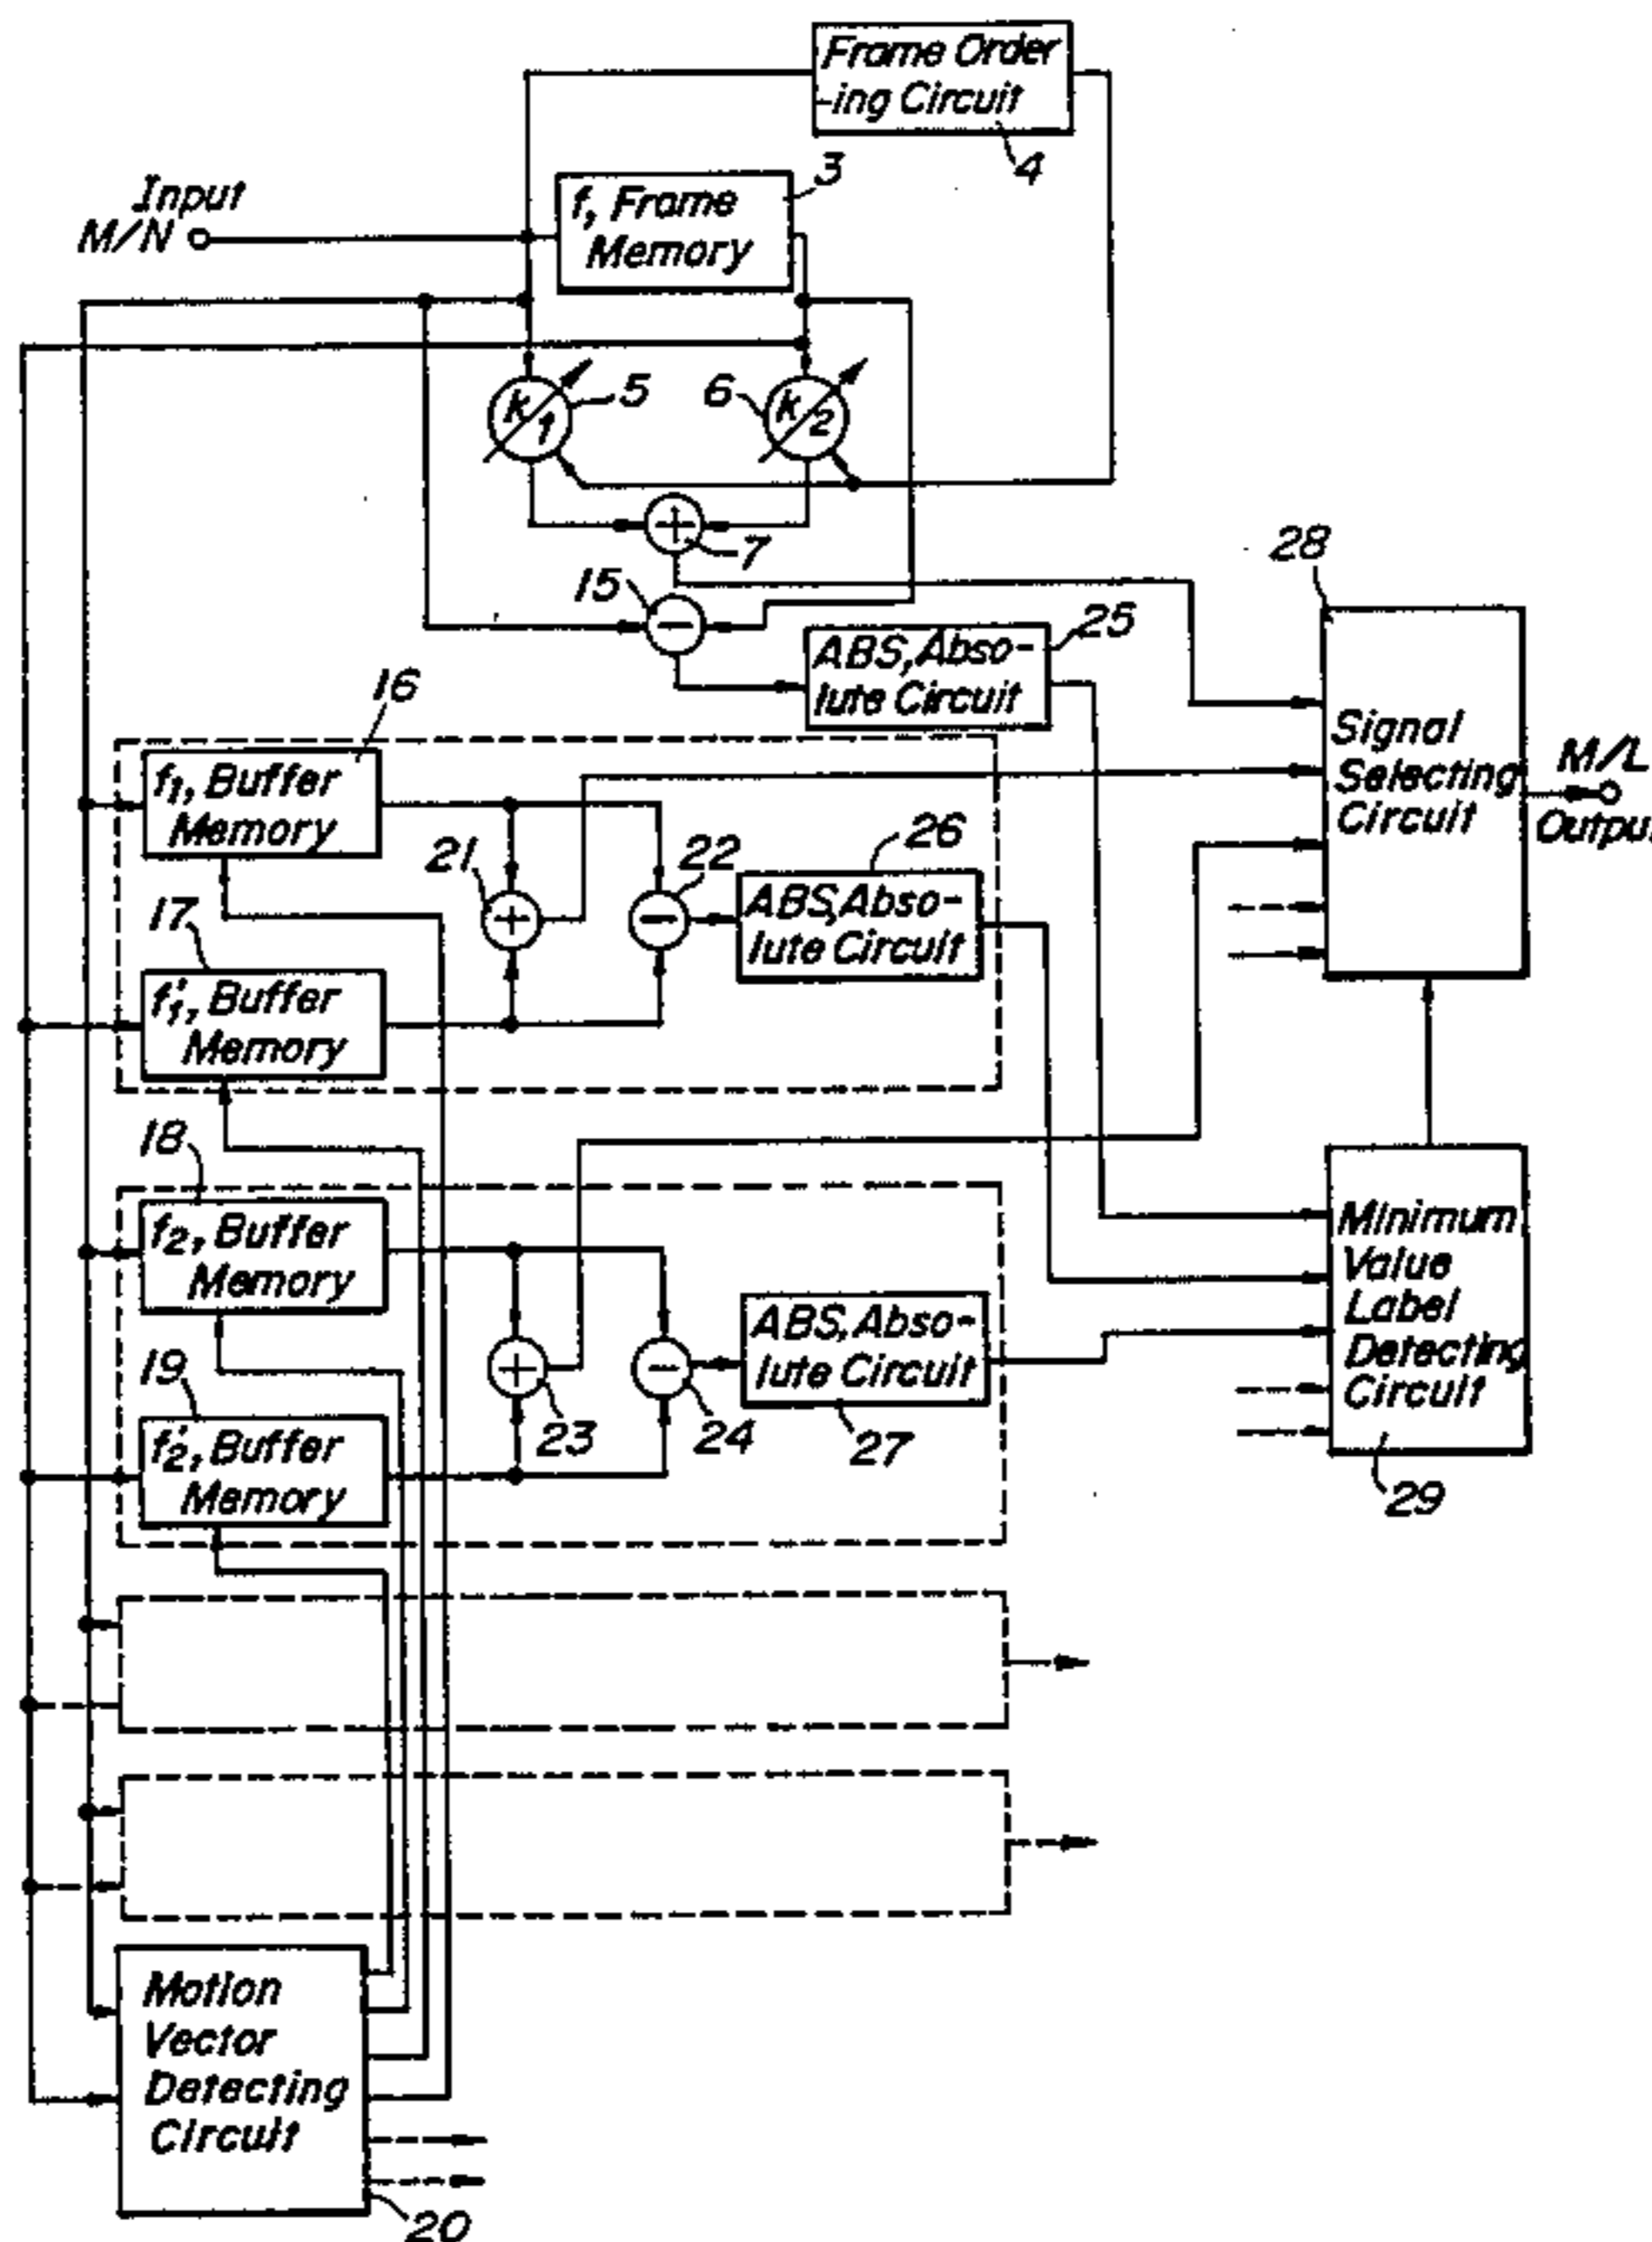 Frame Order
-ing Circuit
4
3
Input
M/N
f, Frame
Memory
k1
5
6
k2
+
7
15
−
28
25
ABS, Abso-
lute Circuit
16
f1, Buffer
Memory
Signal
Selecting
Circuit
M/L
Output
21
+
22
−
26
ABS, Abso-
lute Circuit
17
f1', Buffer
Memory
18
f2, Buffer
Memory
Minimum
Value
Label
Detecting
Circuit
29
+
23
−
24
ABS, Abso-
lute Circuit
27
19
f2', Buffer
Memory
Motion
Vector
Detecting
Circuit
20